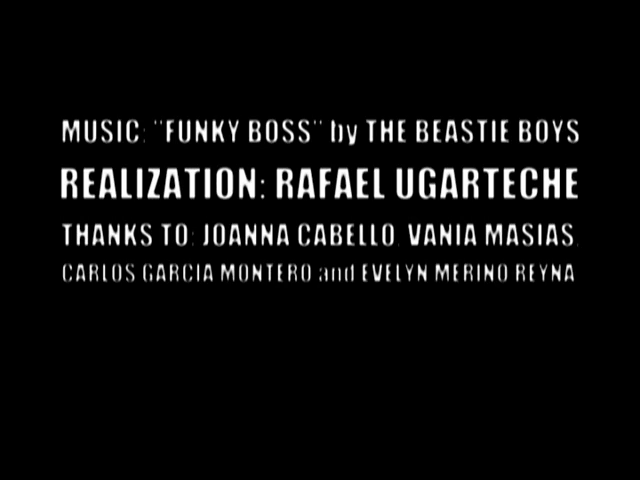 MUSIC: "FUNKY BOSS" by THE BEASTIE BOYS
REALIZATION: RAFAEL UGARTECHE
THANKS TO: JOANNA CABELLO, VANIA MASIAS,
CARLOS GARCIA MONTERO and EVELYN MERINO REYNA